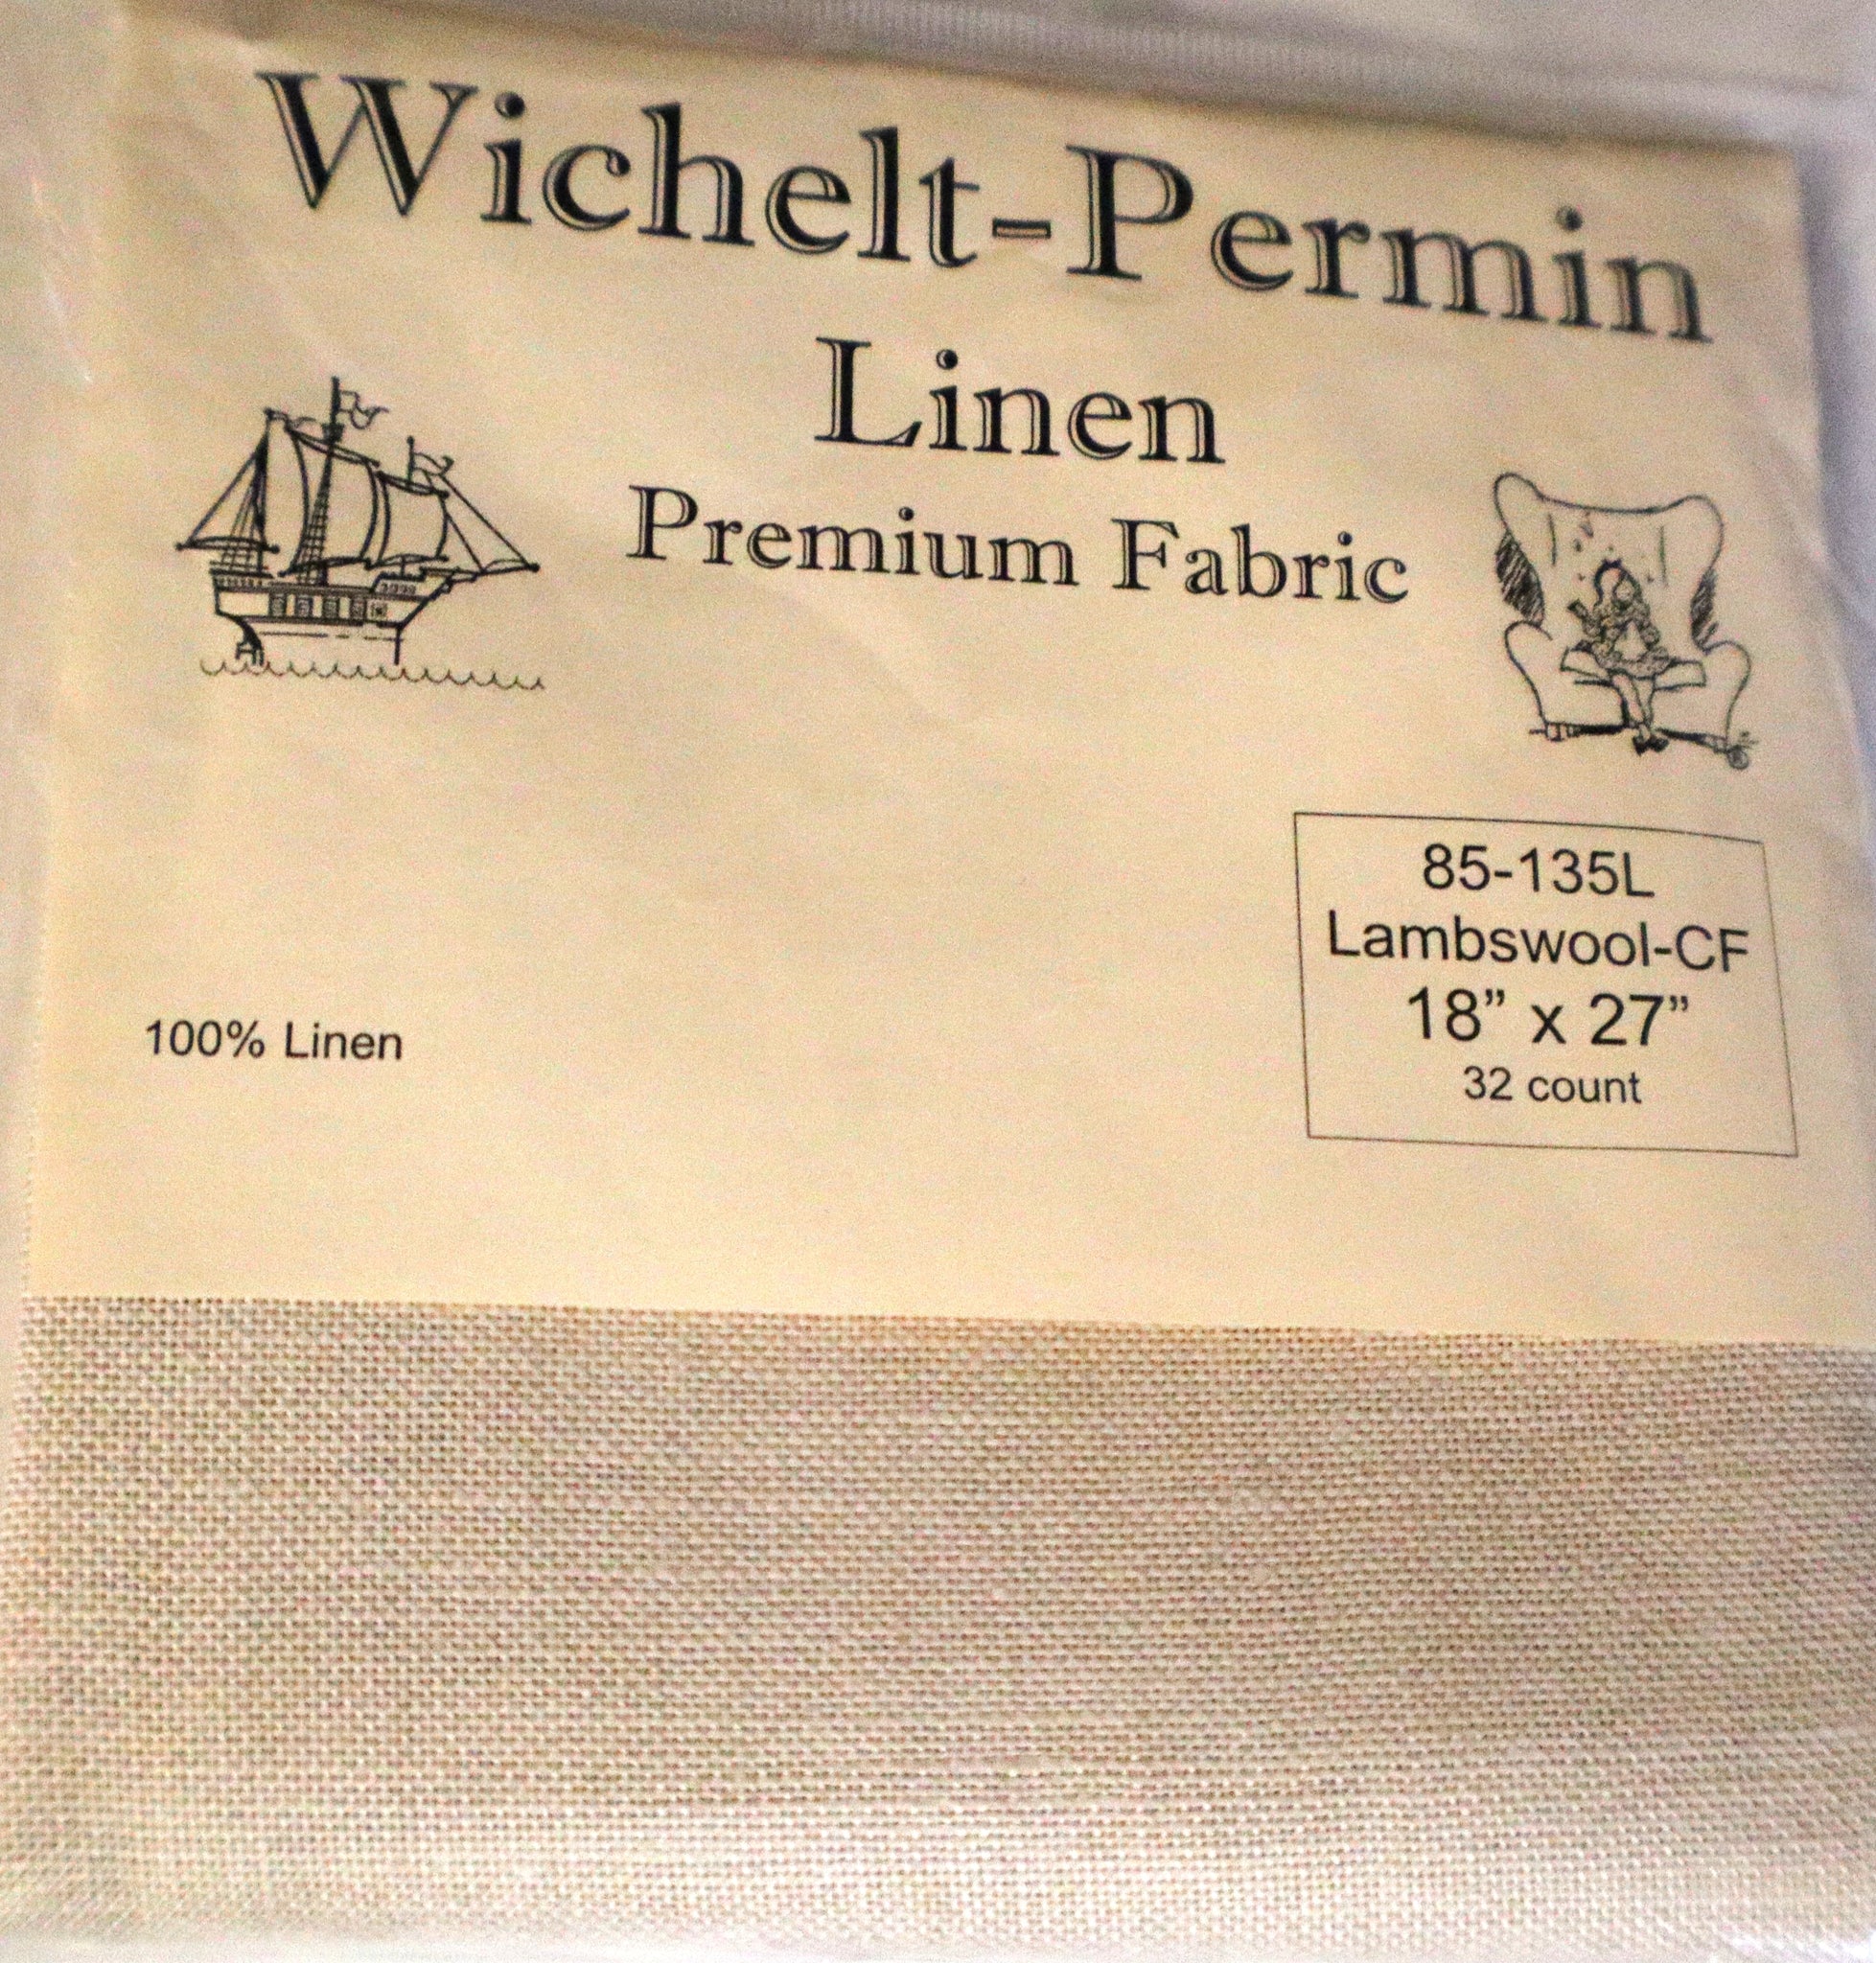 Wichelt-Permin
Linen
Premium Fabric
85-135L
Lambswool-CF
18” x 27”
32 count
100% Linen